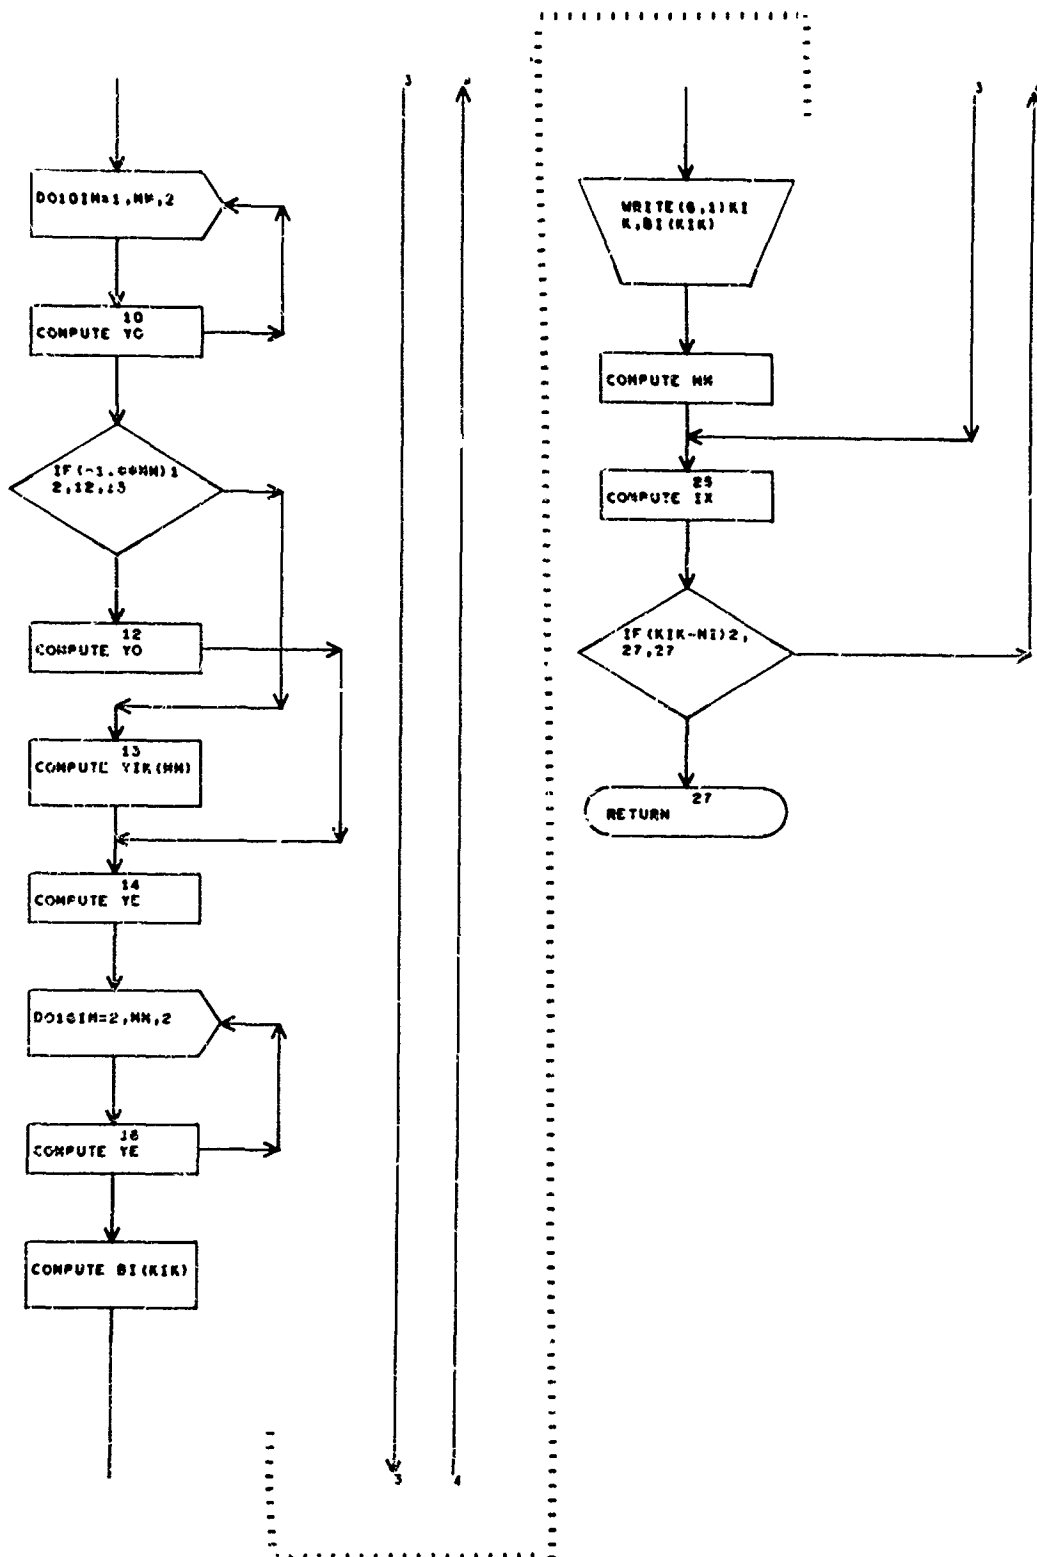 3
DO10IM=1,MM,2
10
COMPUTE YO
IF(-1.**MM)1
2,12,13
12
COMPUTE YO
13
COMPUTE YIK(MM)
14
COMPUTE YE
DO16IM=2,MM,2
16
COMPUTE YE
COMPUTE BI(KIK)
3
4
3
WRITE(6,1)KI
K,BI(KIK)
COMPUTE MM
25
COMPUTE IX
IF(KIK-NI)2,
27,27
27
RETURN